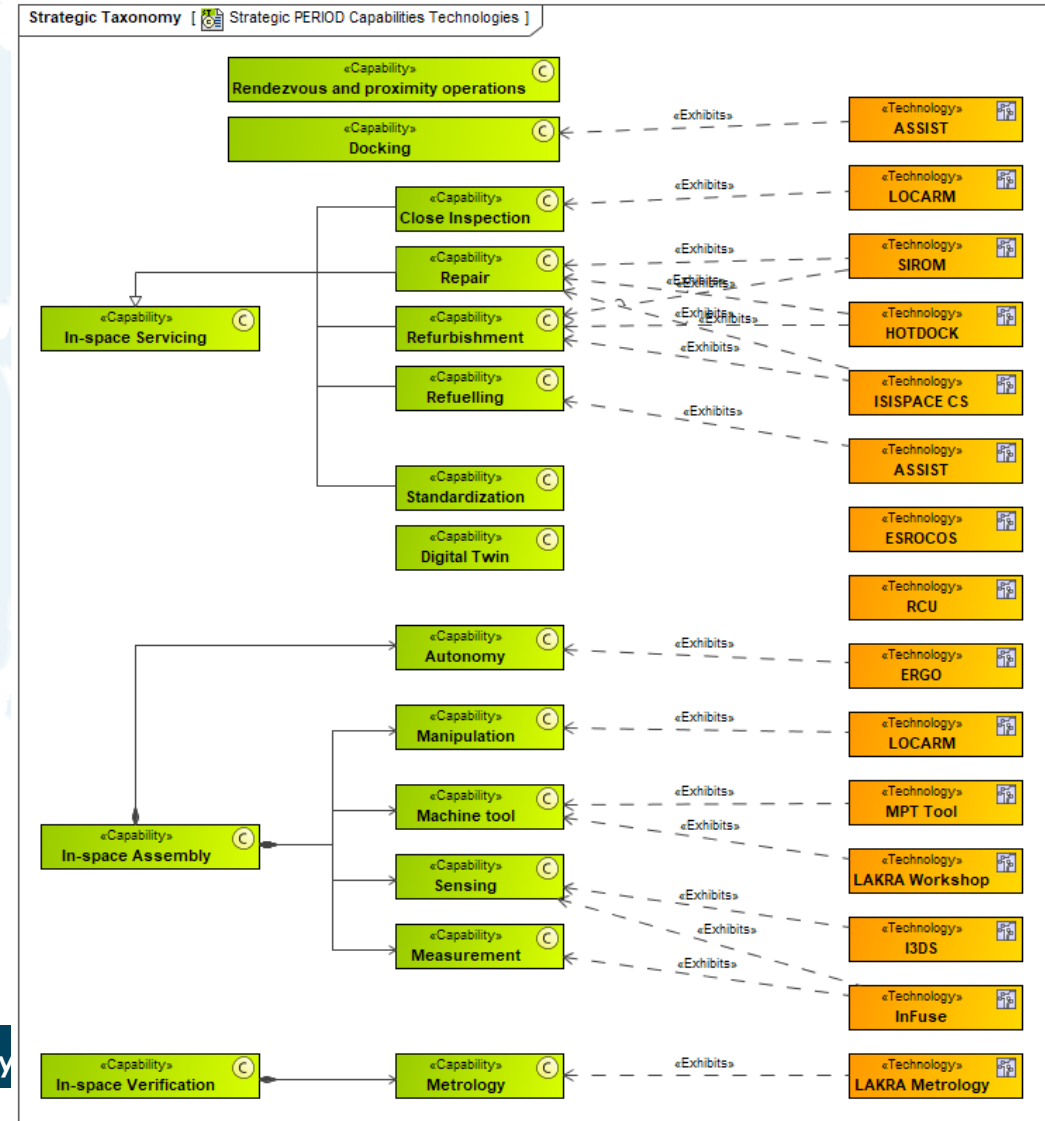 Strategic Taxonomy [ Strategic PERIOD Capabilities Technologies ]
«Capability»
Rendezvous and proximity operations
C
«Capability»
Docking
C
«Exhibits»
«Technology»
ASSIST
«Capability»
Close Inspection
C
«Exhibits»
«Technology»
LOCARM
«Capability»
Repair
C
«Exhibits»
«Technology»
SIROM
«Exhibits»
«Exhibits»
«Capability»
In-space Servicing
C
«Capability»
Refurbishment
C
«Exhibits»
«Exhibits»
«Technology»
HOTDOCK
«Exhibits»
«Capability»
Refuelling
C
«Technology»
ISISPACE CS
«Exhibits»
«Technology»
ASSIST
«Capability»
Standardization
C
«Capability»
Digital Twin
C
«Technology»
ESROCOS
«Technology»
RCU
«Capability»
Autonomy
C
«Exhibits»
«Technology»
ERGO
«Capability»
Manipulation
C
«Exhibits»
«Technology»
LOCARM
«Capability»
Machine tool
C
«Exhibits»
«Technology»
MPT Tool
«Exhibits»
«Capability»
In-space Assembly
C
«Capability»
Sensing
C
«Technology»
LAKRA Workshop
«Exhibits»
«Exhibits»
«Technology»
I3DS
«Capability»
Measurement
C
«Exhibits»
«Technology»
InFuse
y
«Capability»
In-space Verification
C
«Capability»
Metrology
C
«Exhibits»
«Technology»
LAKRA Metrology